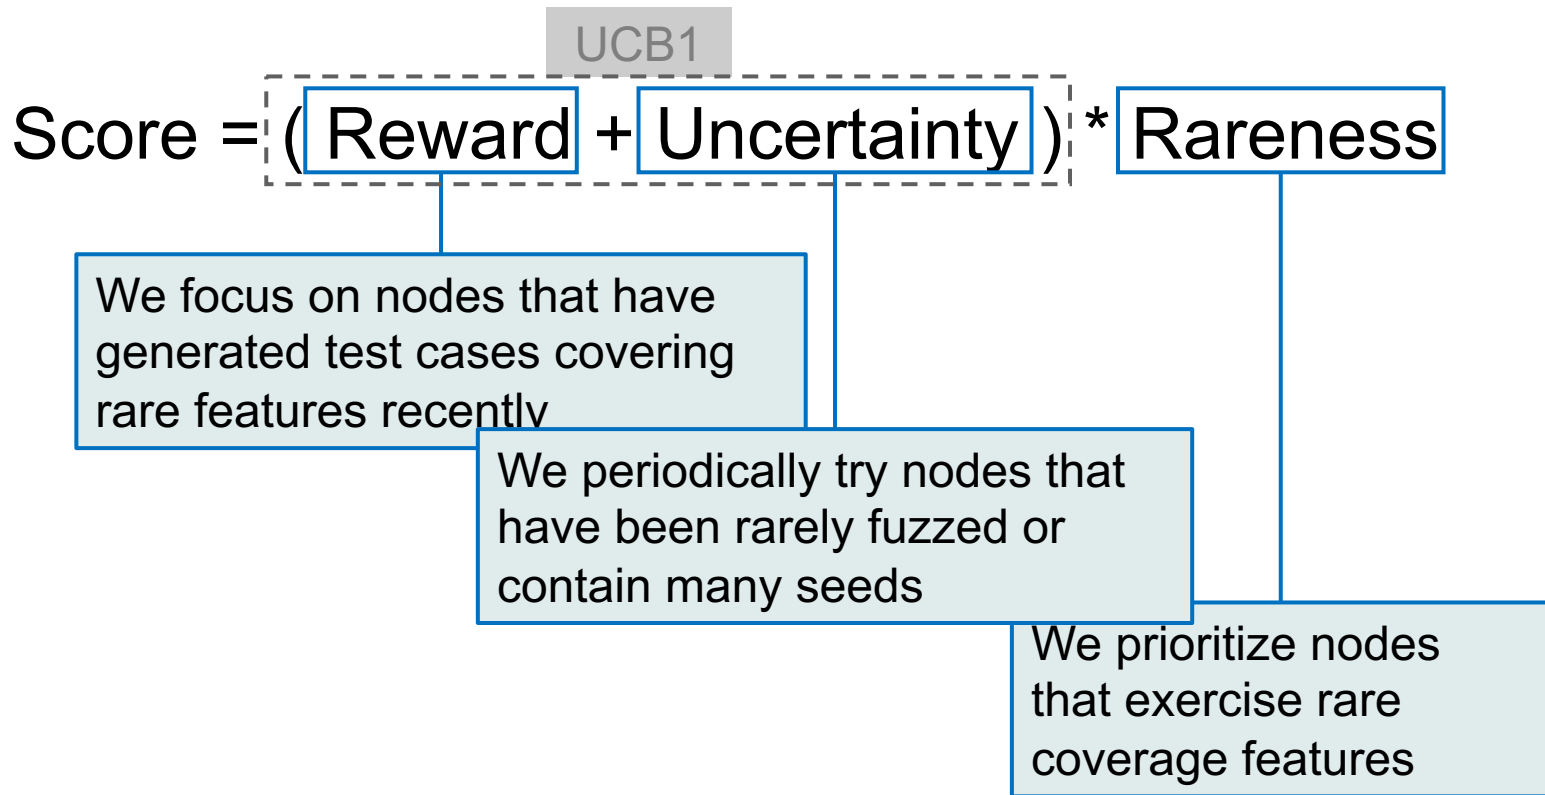 UCB1
Score = ( Reward + Uncertainty ) * Rareness
We focus on nodes that have
generated test cases covering
rare features recently
We periodically try nodes that
have been rarely fuzzed or
contain many seeds
We prioritize nodes
that exercise rare
coverage features